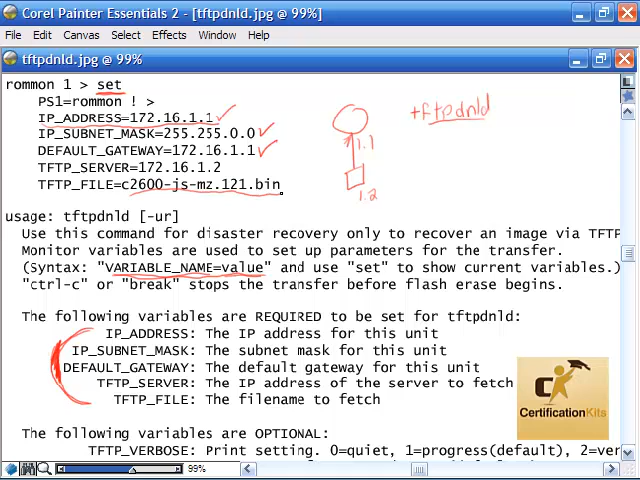 Corel Painter Essentials 2 - [tftpdnld.jpg @ 99%]
File Edit Canvas Select Effects Window Help
tftpdnld.jpg @ 99%
rommon 1 > set
PS1=rommon ! >
IP_ADDRESS=172.16.1.1
IP_SUBNET_MASK=255.255.0.0
DEFAULT_GATEWAY=172.16.1.1
TFTP_SERVER=172.16.1.2
TFTP_FILE=c2600-js-mz.121.bin
tftpdnld
1.1
1.2
usage: tftpdnld [-ur]
Use this command for disaster recovery only to recover an image via TFTP
Monitor variables are used to set up parameters for the transfer.
(Syntax: "VARIABLE_NAME=value" and use "set" to show current variables.)
"ctrl-c" or "break" stops the transfer before flash erase begins.
The following variables are REQUIRED to be set for tftpdnld:
IP_ADDRESS: The IP address for this unit
IP_SUBNET_MASK: The subnet mask for this unit
DEFAULT_GATEWAY: The default gateway for this unit
TFTP_SERVER: The IP address of the server to fetch
TFTP_FILE: The filename to fetch
CertificationKits
The following variables are OPTIONAL:
TFTP_VERBOSE: Print setting. 0=quiet, 1=progress(default), 2=ver
99%